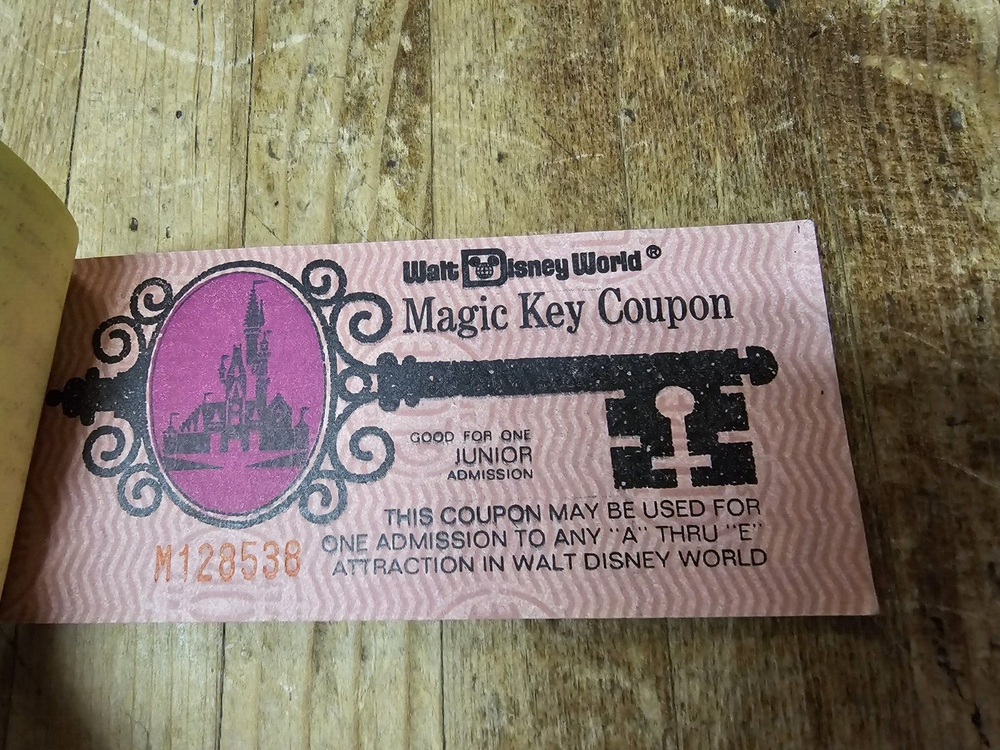 Walt Disney World®
Magic Key Coupon
GOOD FOR ONE
JUNIOR
ADMISSION
THIS COUPON MAY BE USED FOR
ONE ADMISSION TO ANY "A" THRU "E"
ATTRACTION IN WALT DISNEY WORLD
M128538